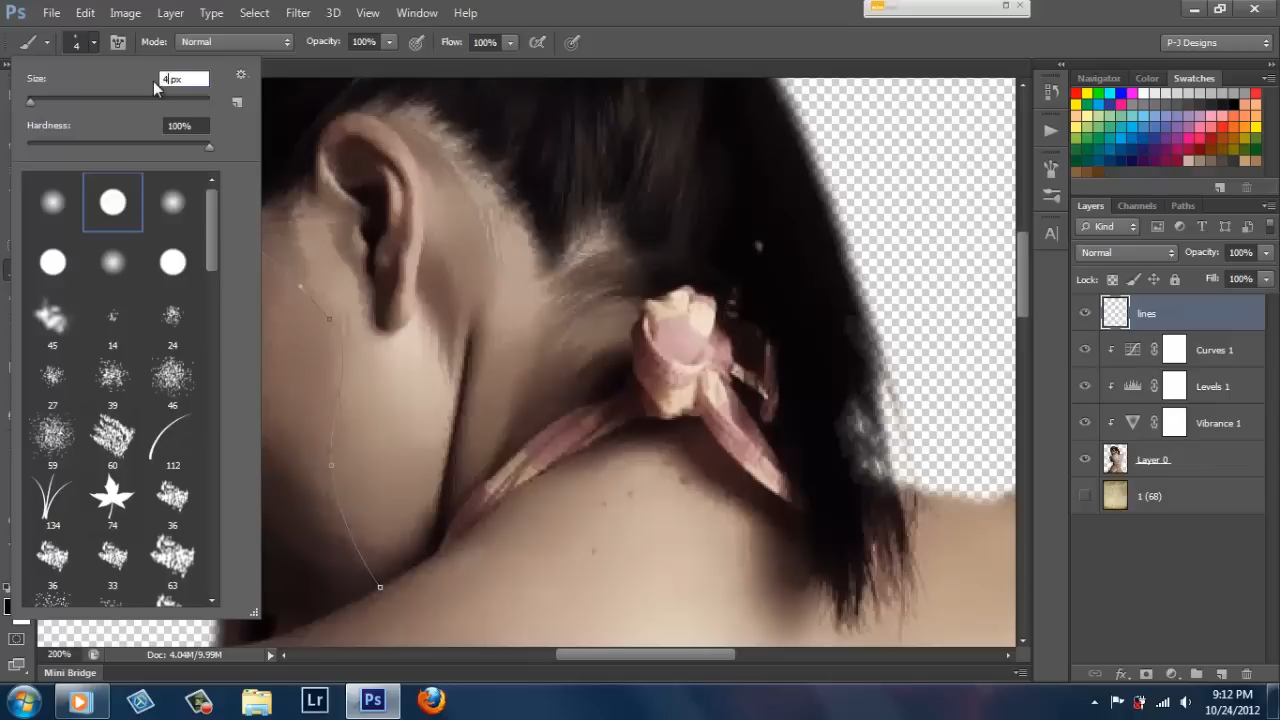 Ps File Edit Image Layer Type Select Filter 3D View Window Help
4 Mode: Normal Opacity: 100% Flow: 100% P-J Designs
Size: 4 px
Hardness: 100%
45 14 24
27 39 46
59 60 112
134 74 36
36 33 63
Navigator Color Swatches
Layers Channels Paths
Kind
Normal Opacity: 100%
Lock: Fill: 100%
lines
Curves 1
Levels 1
Vibrance 1
Layer 0
1 (68)
200% Doc: 4.04M/9.99M
Mini Bridge
Lr Ps
9:12 PM
10/24/2012